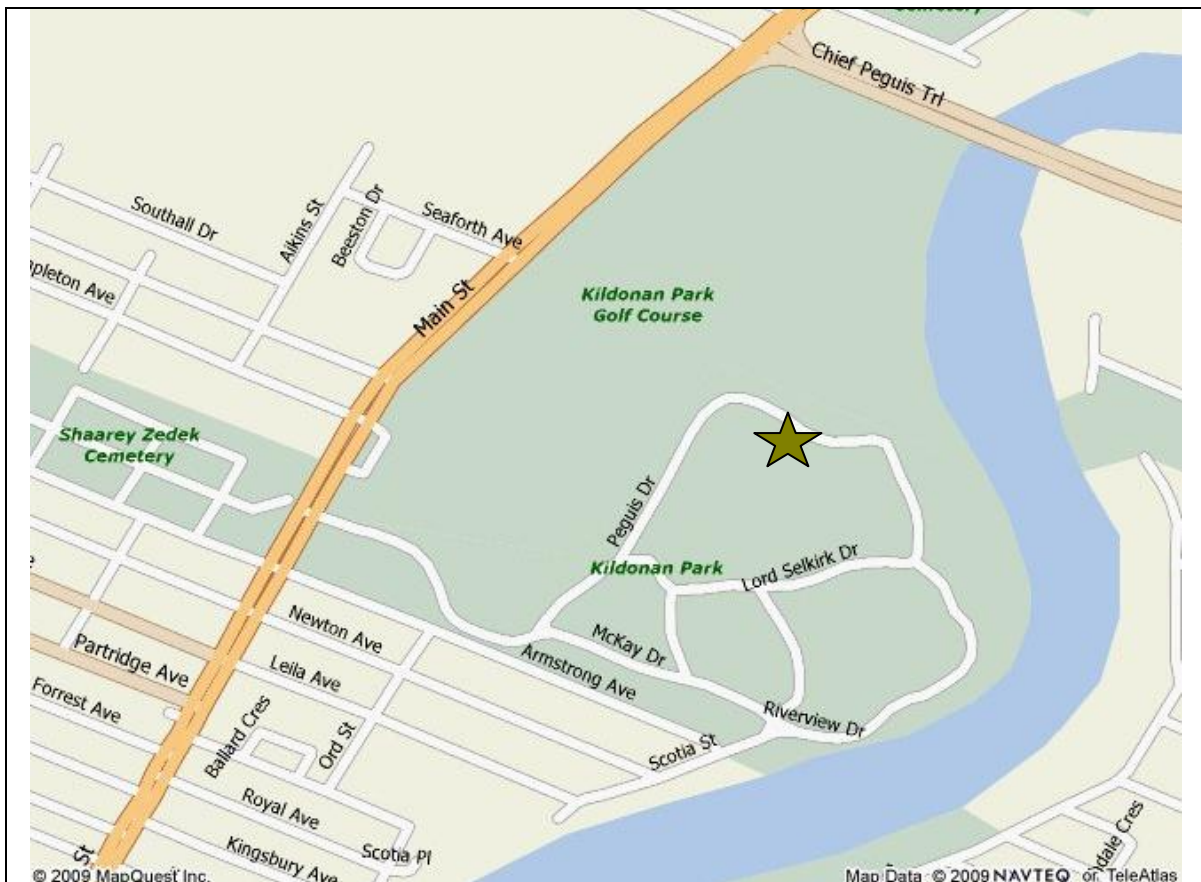 Cemetery
Chief Peguis Trl
Southall Dr
Aikins St
Beeston Dr
Seaforth Ave
pleton Ave
Main St
Kildonan Park
Golf Course
Shaarey Zedek
Cemetery
Peguis Dr
Kildonan Park
Lord Selkirk Dr
Newton Ave
McKay Dr
Armstrong Ave
Partridge Ave
Leila Ave
Forrest Ave
Ballard Cres
Ord St
Riverview Dr
Scotia St
Royal Ave
Scotia Pl
Kingsbury Ave
St
dale Cres
© 2009 MapQuest Inc.
Map Data © 2009 NAVTEQ or TeleAtlas